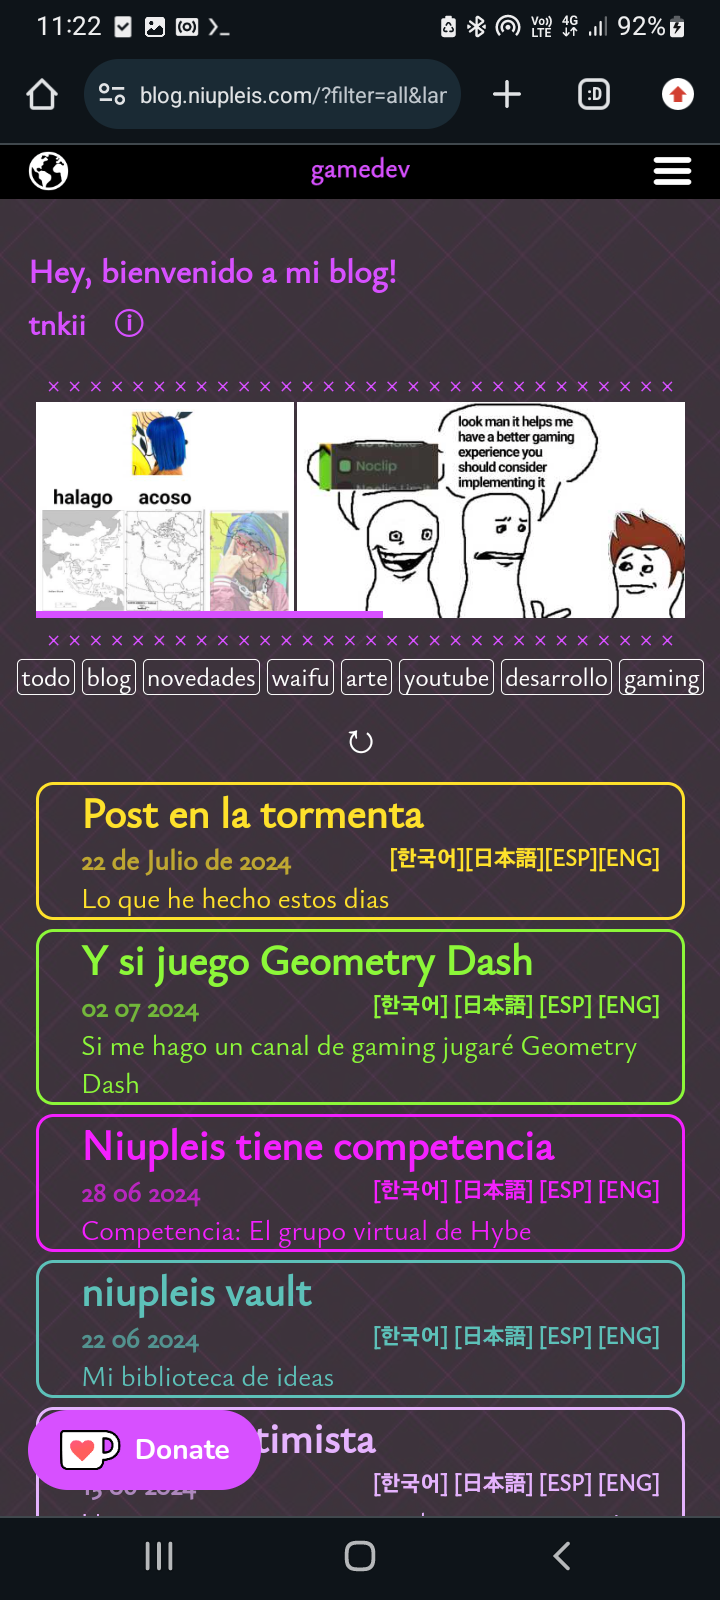 11:22
Vo)) LTE 4G 92%
blog.niupleis.com/?filter=all&lar
:D
gamedev
Hey, bienvenido a mi blog!
tnkii
halago acoso
Noclip
look man it helps me
have a better gaming
experience you
should consider
implementing it
todo blog novedades waifu arte youtube desarrollo gaming
Post en la tormenta
22 de Julio de 2024 [한국어][日本語][ESP][ENG]
Lo que he hecho estos dias
Y si juego Geometry Dash
02 07 2024 [한국어] [日本語] [ESP] [ENG]
Si me hago un canal de gaming jugaré Geometry
Dash
Niupleis tiene competencia
28 06 2024 [한국어] [日本語] [ESP] [ENG]
Competencia: El grupo virtual de Hybe
niupleis vault
22 06 2024 [한국어] [日本語] [ESP] [ENG]
Mi biblioteca de ideas
timista
Donate
[한국어] [日本語] [ESP] [ENG]